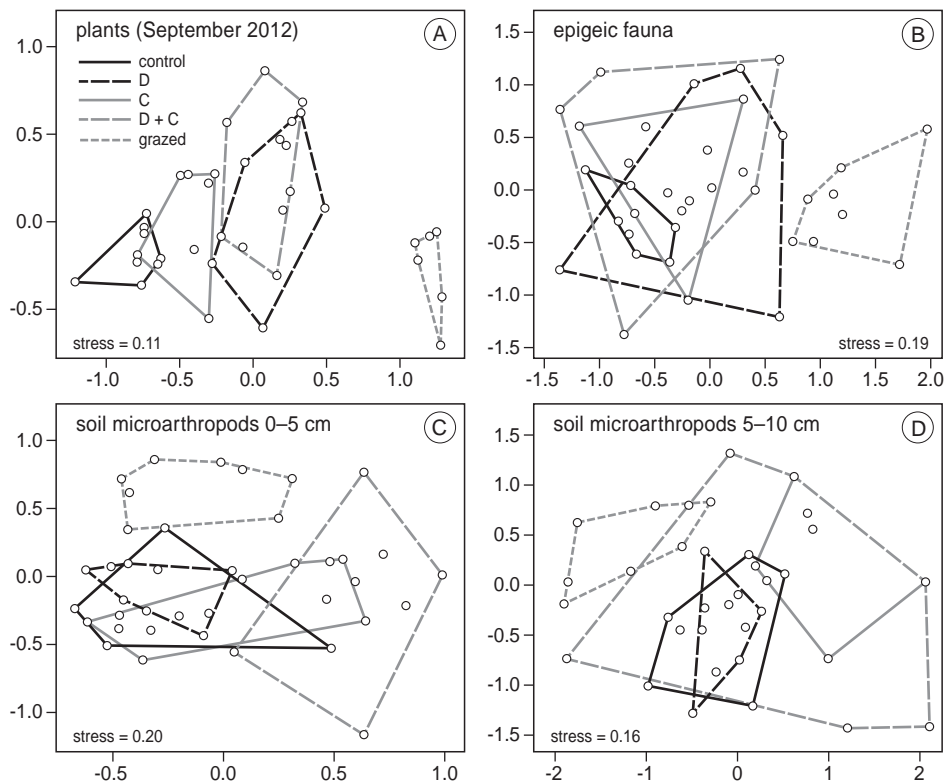 plants (September 2012)
A
control
D
C
D + C
grazed
1.0
0.5
0.0
-0.5
stress = 0.11
-1.0 -0.5 0.0 0.5 1.0
epigeic fauna
B
1.5
1.0
0.5
0.0
-0.5
-1.0
-1.5
stress = 0.19
-1.5 -1.0 -0.5 0.0 0.5 1.0 1.5 2.0
soil microarthropods 0–5 cm
C
1.0
0.5
0.0
-0.5
-1.0
stress = 0.20
-0.5 0.0 0.5 1.0
soil microarthropods 5–10 cm
D
1.5
1.0
0.5
0.0
-0.5
-1.0
-1.5
stress = 0.16
-2 -1 0 1 2